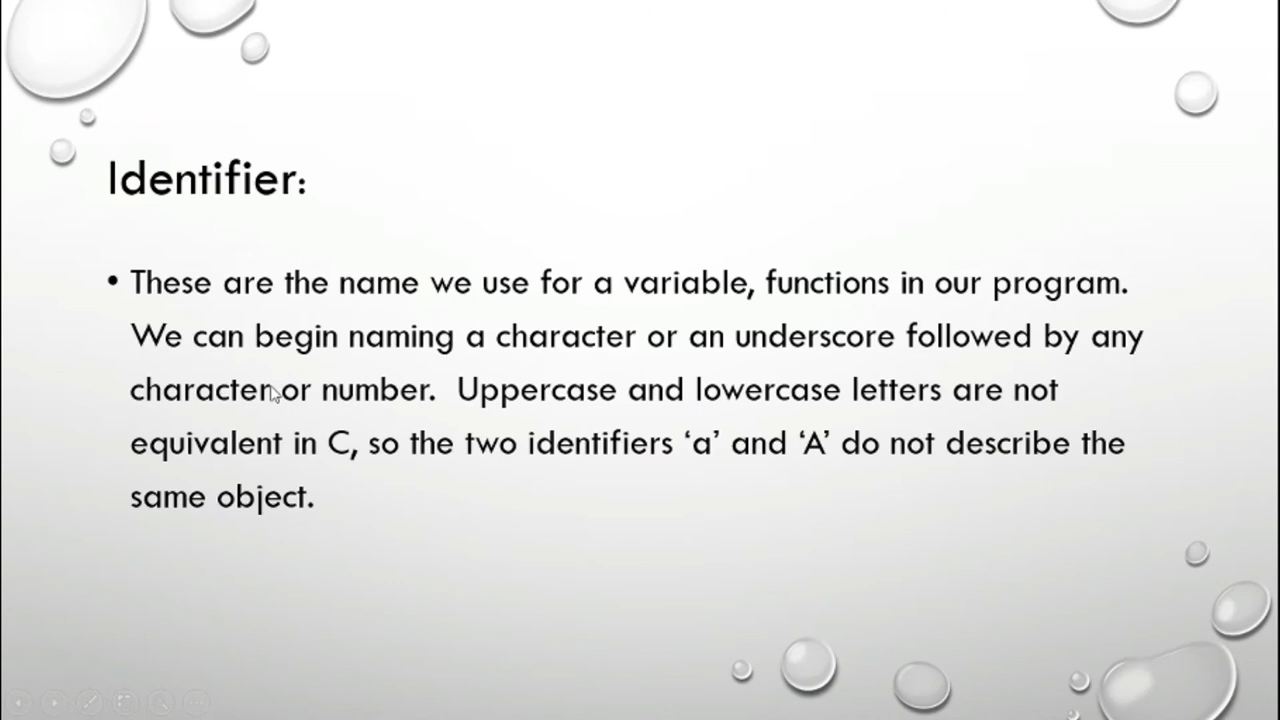 Identifier:
• These are the name we use for a variable, functions in our program.
We can begin naming a character or an underscore followed by any
character or number.  Uppercase and lowercase letters are not
equivalent in C, so the two identifiers ‘a’ and ‘A’ do not describe the
same object.